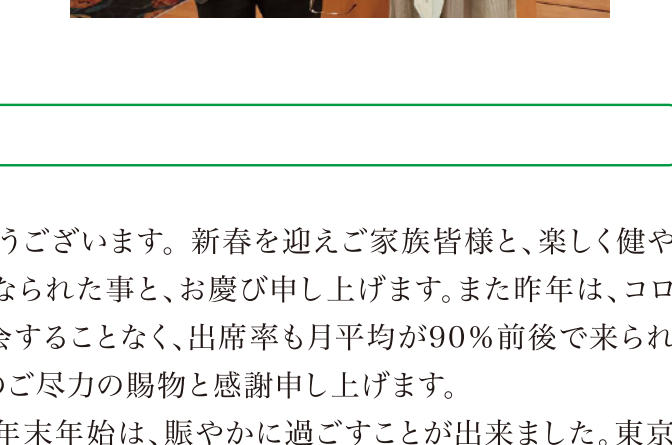 うございます。新春を迎えご家族皆様と、楽しく健や
なられた事と、お慶び申し上げます。また昨年は、コロ
会することなく、出席率も月平均が90%前後で来られ
のご尽力の賜物と感謝申し上げます。
年末年始は、賑やかに過ごすことが出来ました。東京